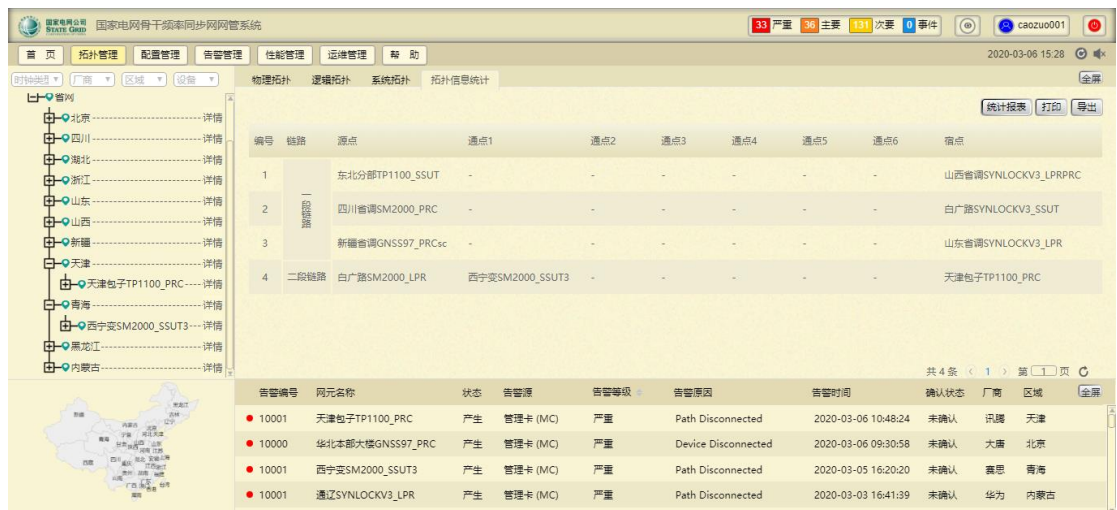 国家电网公司 STATE GRID 国家电网骨干频率同步网网管系统 33 严重 36 主要 131 次要 0 事件 caozuo001
首 页 拓扑管理 配置管理 告警管理 性能管理 运维管理 帮 助 2020-03-06 15:28
时钟类型 厂商 区域 设备 物理拓扑 逻辑拓扑 系统拓扑 拓扑信息统计 全屏
省网
北京 详情
四川 详情
湖北 详情
浙江 详情
山东 详情
山西 详情
新疆 详情
天津 详情
天津包子TP1100_PRC 详情
青海 详情
西宁变SM2000_SSUT3 详情
黑龙江 详情
内蒙古 详情
统计报表 打印 导出
编号 链路 源点 通点1 通点2 通点3 通点4 通点5 通点6 宿点
1 一段链路 东北分部TP1100_SSUT - - - - - - 山西省调SYNLOCKV3_LPRPRC
2 四川省调SM2000_PRC - - - - - - 白广路SYNLOCKV3_SSUT
3 新疆省调GNSS97_PRCsc - - - - - - 山东省调SYNLOCKV3_LPR
4 二段链路 白广路SM2000_LPR 西宁变SM2000_SSUT3 - - - - - 天津包子TP1100_PRC
共 4 条 1 第 1 页
告警编号 网元名称 状态 告警源 告警等级 告警原因 告警时间 确认状态 厂商 区域 全屏
10001 天津包子TP1100_PRC 产生 管理卡 (MC) 严重 Path Disconnected 2020-03-06 10:48:24 未确认 讯腾 天津
10000 华北本部大楼GNSS97_PRC 产生 管理卡 (MC) 严重 Device Disconnected 2020-03-06 09:30:58 未确认 大唐 北京
10001 西宁变SM2000_SSUT3 产生 管理卡 (MC) 严重 Path Disconnected 2020-03-05 16:20:20 未确认 赛思 青海
10001 通辽SYNLOCKV3_LPR 产生 管理卡 (MC) 严重 Path Disconnected 2020-03-03 16:41:39 未确认 华为 内蒙古
黑龙江
吉林
辽宁
新疆
内蒙古
青海
西藏
四川